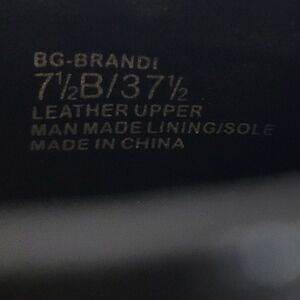 BG-BRANDI
7½B/37½
LEATHER UPPER
MAN MADE LINING/SOLE
MADE IN CHINA